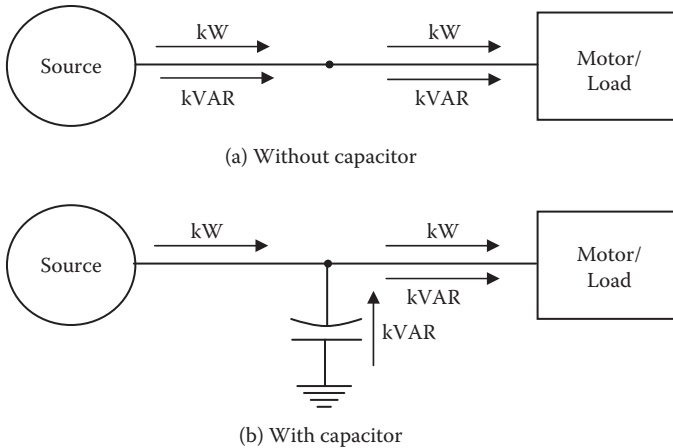 kW
kW
Source
Motor/
Load
kVAR
kVAR
(a) Without capacitor
kW
kW
Source
Motor/
Load
kVAR
kVAR
(b) With capacitor